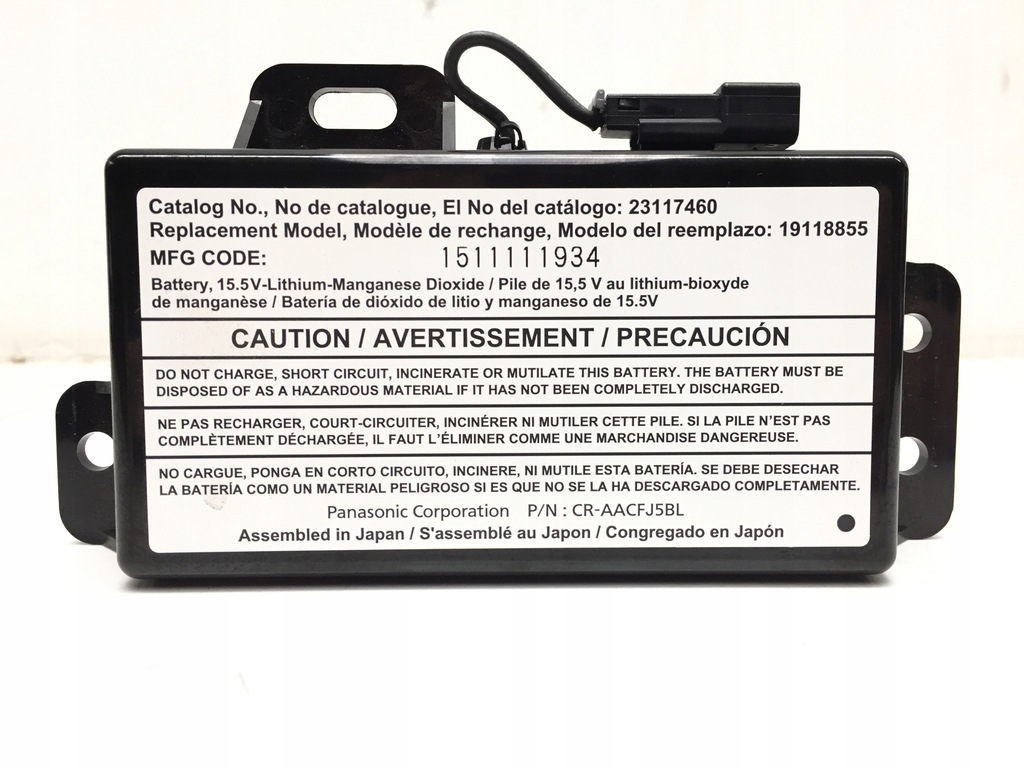 Catalog No., No de catalogue, El No del catálogo: 23117460
Replacement Model, Modèle de rechange, Modelo del reemplazo: 19118855
MFG CODE: 1511111934
Battery, 15.5V-Lithium-Manganese Dioxide / Pile de 15,5 V au lithium-bioxyde
de manganèse / Batería de dióxido de litio y manganeso de 15.5V
CAUTION / AVERTISSEMENT / PRECAUCIÓN
DO NOT CHARGE, SHORT CIRCUIT, INCINERATE OR MUTILATE THIS BATTERY. THE BATTERY MUST BE
DISPOSED OF AS A HAZARDOUS MATERIAL IF IT HAS NOT BEEN COMPLETELY DISCHARGED.
NE PAS RECHARGER, COURT-CIRCUITER, INCINÉRER NI MUTILER CETTE PILE. SI LA PILE N'EST PAS
COMPLÈTEMENT DÉCHARGÉE, IL FAUT L'ÉLIMINER COMME UNE MARCHANDISE DANGEREUSE.
NO CARGUE, PONGA EN CORTO CIRCUITO, INCINERE, NI MUTILE ESTA BATERÍA. SE DEBE DESECHAR
LA BATERÍA COMO UN MATERIAL PELIGROSO SI ES QUE NO SE LA HA DESCARGADO COMPLETAMENTE.
Panasonic Corporation P/N : CR-AACFJ5BL
Assembled in Japan / S'assemblé au Japon / Congregado en Japón